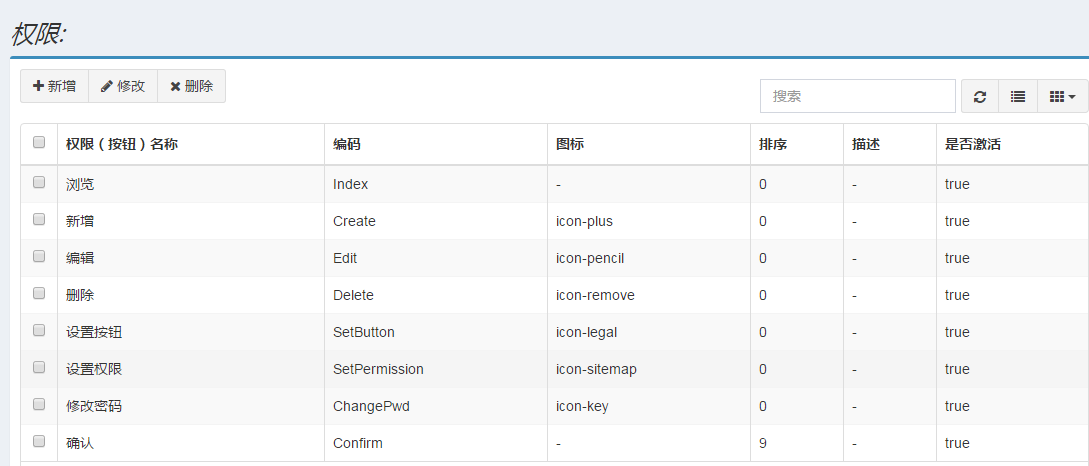 权限:
新增 修改 删除
搜索
权限（按钮）名称 编码 图标 排序 描述 是否激活
浏览 Index - 0 - true
新增 Create icon-plus 0 - true
编辑 Edit icon-pencil 0 - true
删除 Delete icon-remove 0 - true
设置按钮 SetButton icon-legal 0 - true
设置权限 SetPermission icon-sitemap 0 - true
修改密码 ChangePwd icon-key 0 - true
确认 Confirm - 9 - true